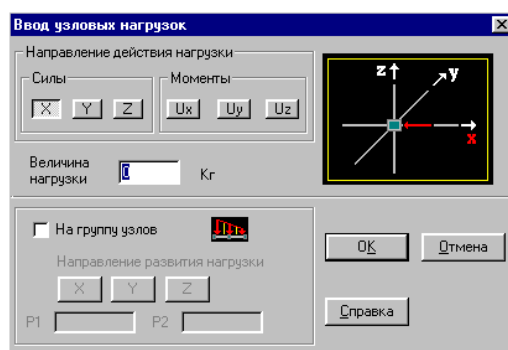 Ввод узловых нагрузок
Направление действия нагрузки
Силы
X Y Z
Моменты
Ux Uy Uz
z y
x
Величина
нагрузки
0
Кг
На группу узлов
Направление развития нагрузки
X Y Z
P1 P2
OK Отмена
Справка